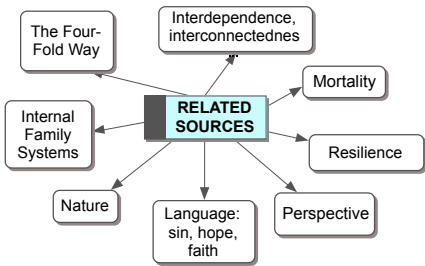 The Four-
Fold Way
Interdependence,
interconnectednes
Mortality
RELATED
SOURCES
Internal
Family
Systems
Resilience
Nature
Language:
sin, hope,
faith
Perspective